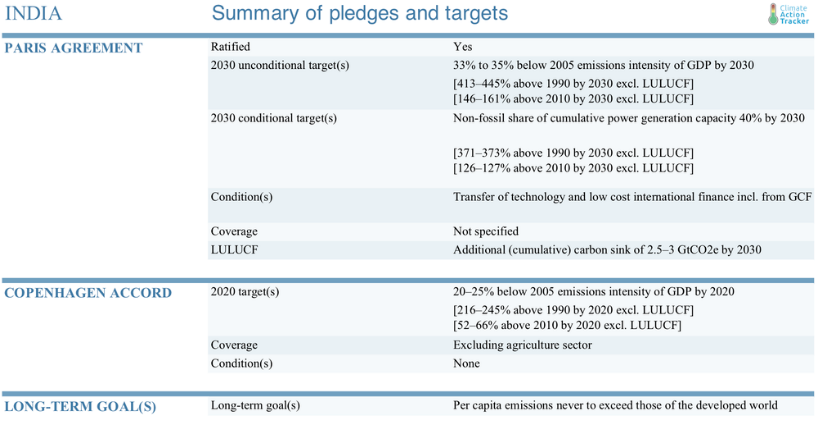 INDIA Summary of pledges and targets
Climate
Action
Tracker
PARIS AGREEMENT Ratified Yes
2030 unconditional target(s) 33% to 35% below 2005 emissions intensity of GDP by 2030
[413–445% above 1990 by 2030 excl. LULUCF]
[146–161% above 2010 by 2030 excl. LULUCF]
2030 conditional target(s) Non-fossil share of cumulative power generation capacity 40% by 2030
[371–373% above 1990 by 2030 excl. LULUCF]
[126–127% above 2010 by 2030 excl. LULUCF]
Condition(s) Transfer of technology and low cost international finance incl. from GCF
Coverage Not specified
LULUCF Additional (cumulative) carbon sink of 2.5–3 GtCO2e by 2030
COPENHAGEN ACCORD 2020 target(s) 20–25% below 2005 emissions intensity of GDP by 2020
[216–245% above 1990 by 2020 excl. LULUCF]
[52–66% above 2010 by 2020 excl. LULUCF]
Coverage Excluding agriculture sector
Condition(s) None
LONG-TERM GOAL(S) Long-term goal(s) Per capita emissions never to exceed those of the developed world